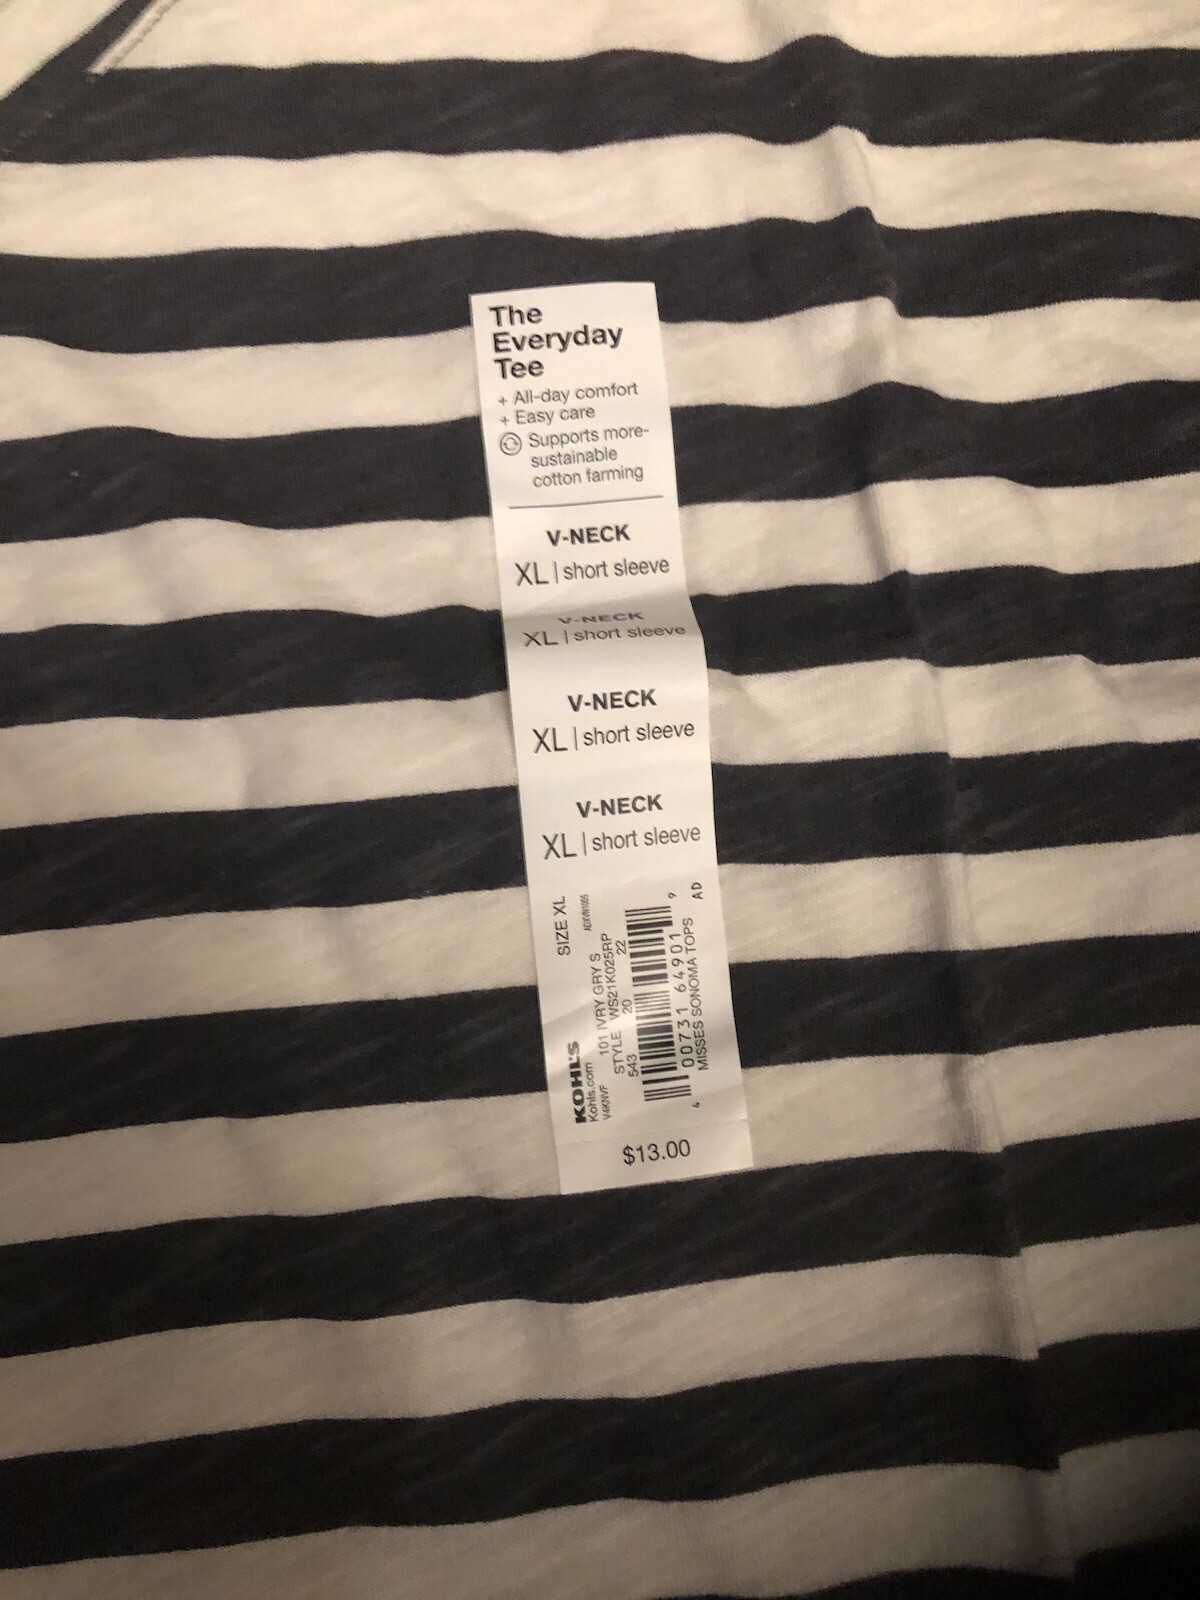 The
Everyday
Tee
+ All-day comfort
+ Easy care
Supports more-
sustainable
cotton farming
V-NECK
XL | short sleeve
V-NECK
XL | short sleeve
V-NECK
XL | short sleeve
V-NECK
XL | short sleeve
SIZE XL
KOHL'S
Kohls.com
101 IVRY GRY S
STYLE WS21K025RP
543 20 22
4 00731 64901 9
MISSES SONOMA TOPS AD
$13.00